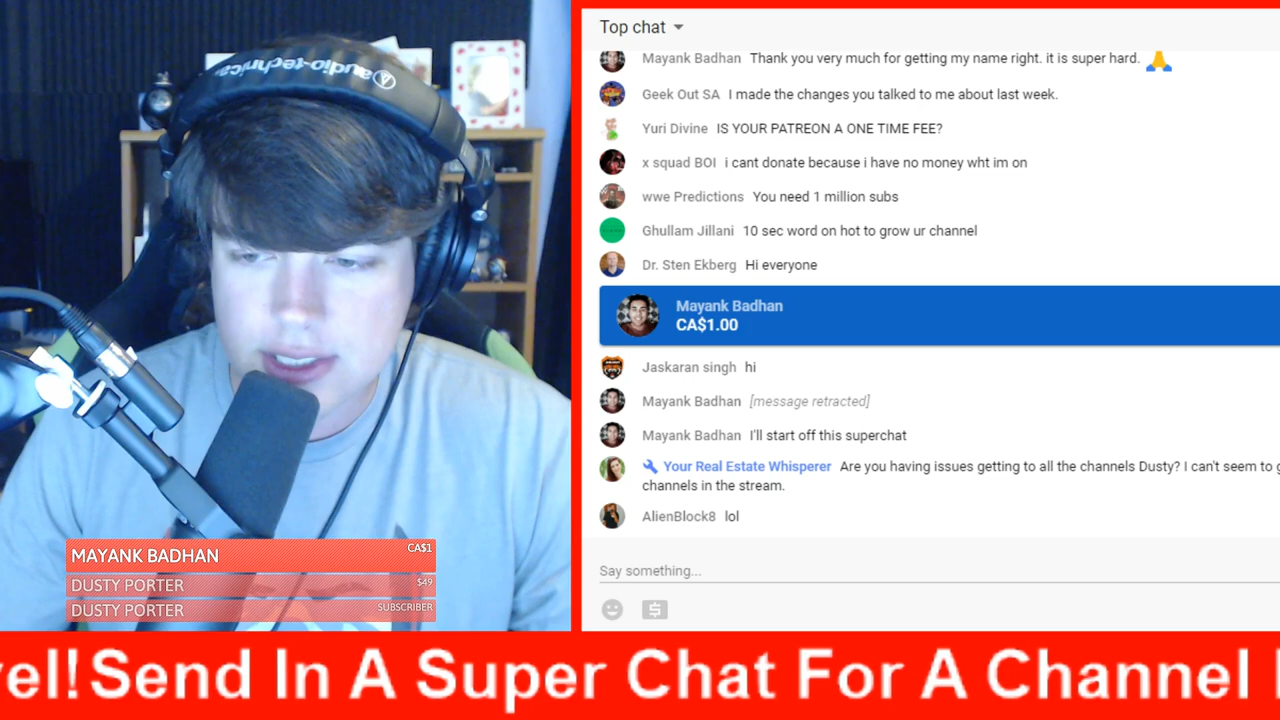 audio-technica
Top chat
Mayank Badhan Thank you very much for getting my name right. it is super hard. 🙏
Geek Out SA I made the changes you talked to me about last week.
Yuri Divine IS YOUR PATREON A ONE TIME FEE?
x squad BOI i cant donate because i have no money wht im on
wwe Predictions You need 1 million subs
Ghullam Jillani 10 sec word on hot to grow ur channel
Dr. Sten Ekberg Hi everyone
Mayank Badhan
CA$1.00
Jaskaran singh hi
Mayank Badhan [message retracted]
Mayank Badhan I'll start off this superchat
Your Real Estate Whisperer Are you having issues getting to all the channels Dusty? I can't seem to
channels in the stream.
AlienBlock8 lol
Say something...
MAYANK BADHAN CA$1
DUSTY PORTER $49
DUSTY PORTER SUBSCRIBER
vel! Send In A Super Chat For A Channel